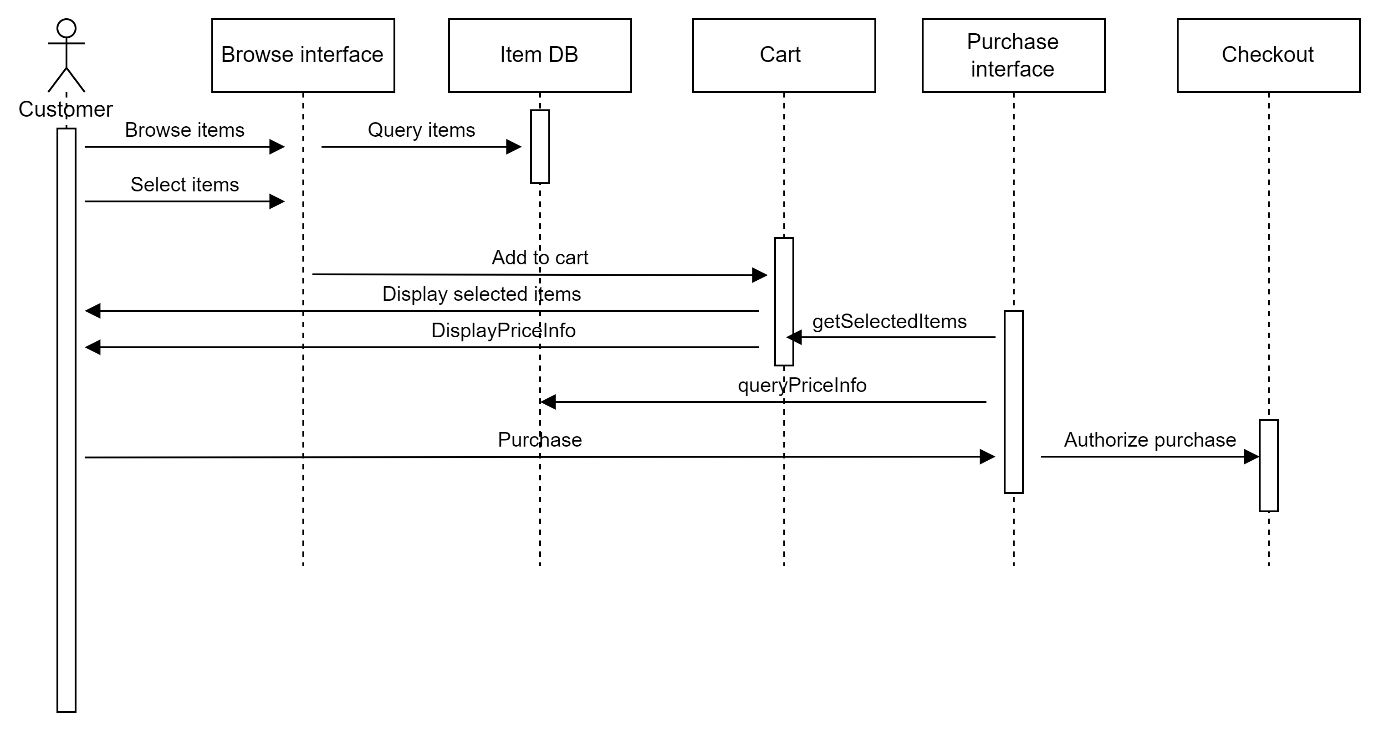 Browse interface
Item DB
Cart
Purchase
interface
Checkout
Customer
Browse items
Query items
Select items
Add to cart
Display selected items
getSelectedItems
DisplayPriceInfo
queryPriceInfo
Purchase
Authorize purchase